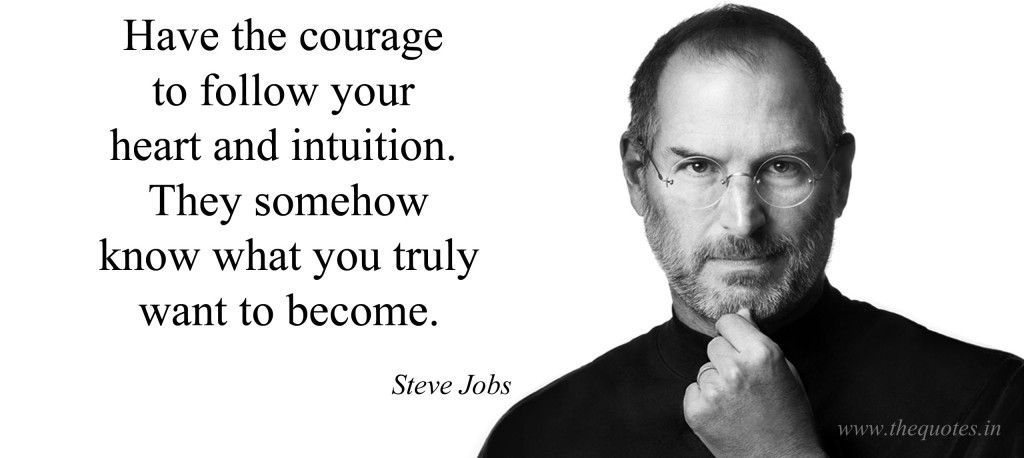 Have the courage
to follow your
heart and intuition.
They somehow
know what you truly
want to become.
Steve Jobs
www.thequotes.in